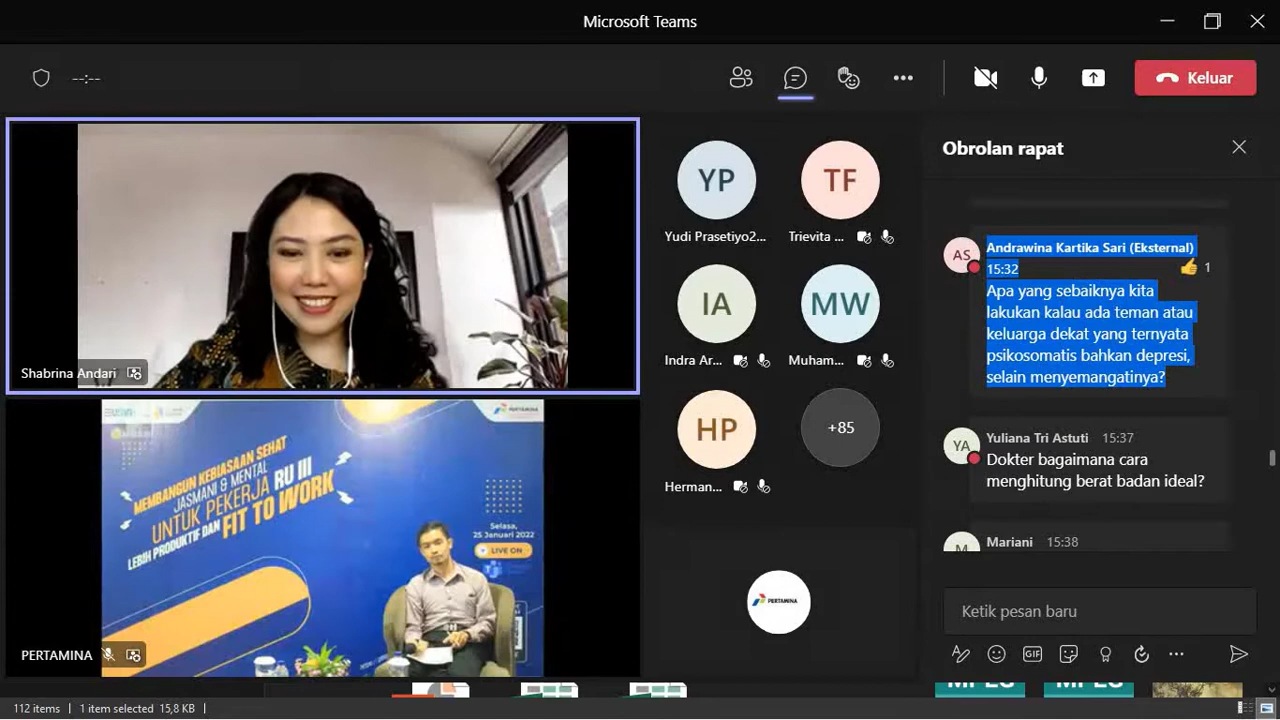 Microsoft Teams
--:--
Keluar
Shabrina Andari
MEMBANGUN KEBIASAAN SEHAT
JASMANI & MENTAL
UNTUK PEKERJA RU III
LEBIH PRODUKTIF DAN FIT TO WORK
PERTAMINA
Selasa,
25 Januari 2022
LIVE ON
PERTAMINA
YP
TF
Yudi Prasetiyo2...
Trievita ...
IA
MW
Indra Ar...
Muham...
HP
+85
Herman...
PERTAMINA
Obrolan rapat
AS
Andrawina Kartika Sari (Eksternal)
15:32
1
Apa yang sebaiknya kita
lakukan kalau ada teman atau
keluarga dekat yang ternyata
psikosomatis bahkan depresi,
selain menyemangatinya?
YA
Yuliana Tri Astuti 15:37
Dokter bagaimana cara
menghitung berat badan ideal?
M
Mariani 15:38
Ketik pesan baru
GIF
112 items
1 item selected 15,8 KB